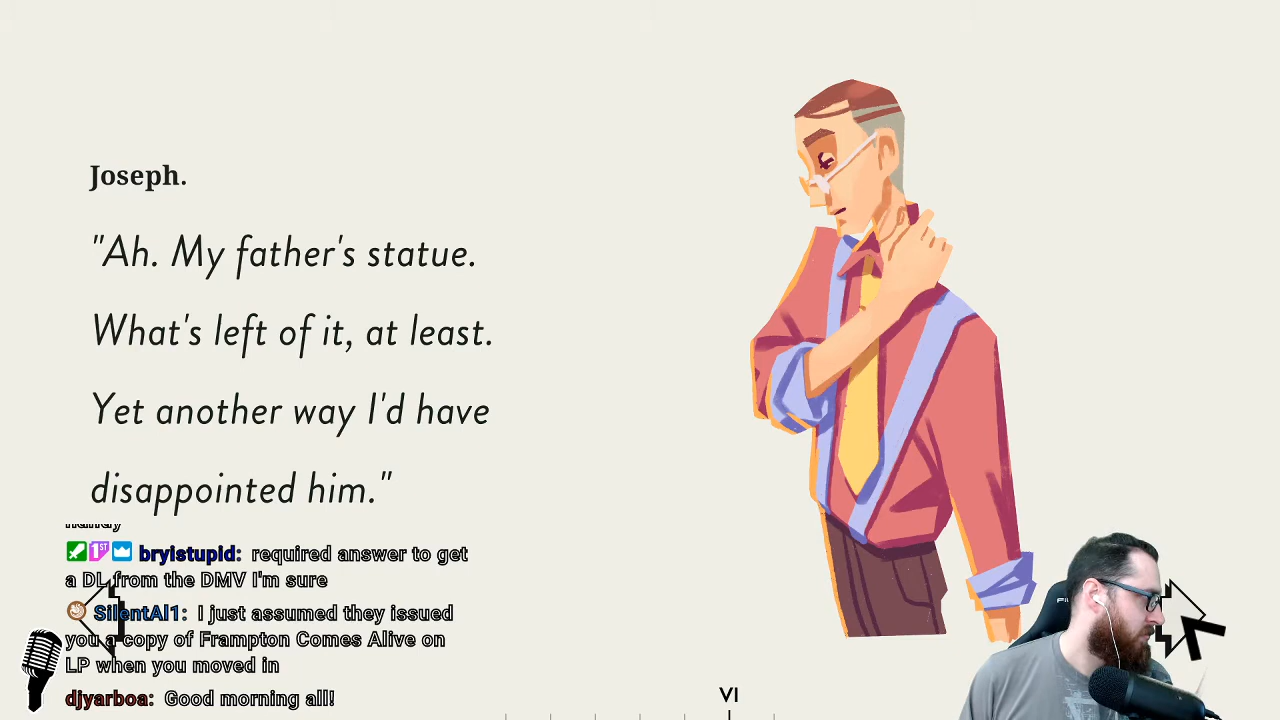 Joseph.
"Ah. My father's statue.
What's left of it, at least.
Yet another way I'd have
disappointed him."
bryistupid: required answer to get
a DL from the DMV I'm sure
SilentAl1: I just assumed they issued
you a copy of Frampton Comes Alive on
LP when you moved in
djyarboa: Good morning all!
VI